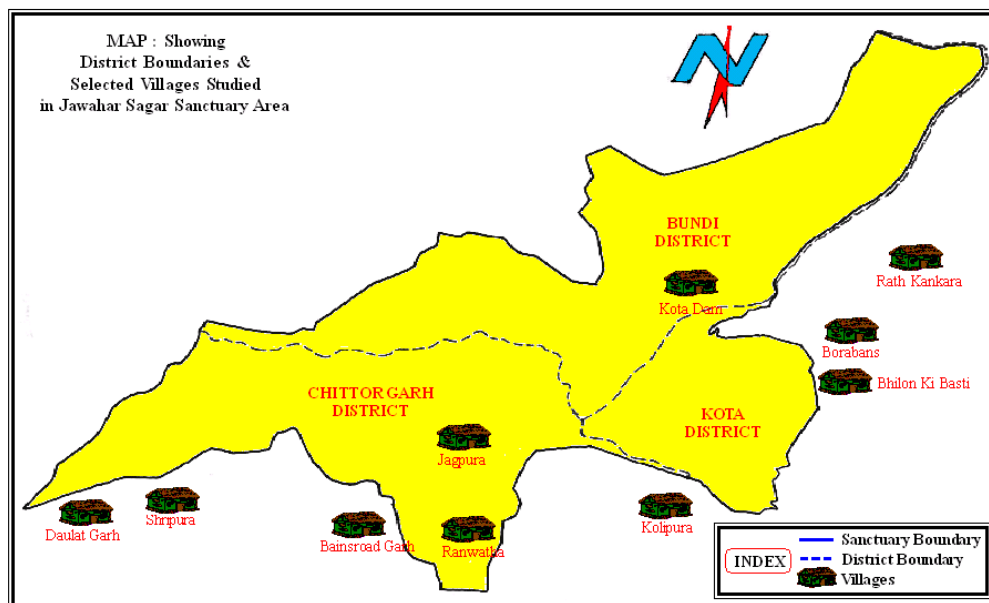 MAP : Showing
District Boundaries &
Selected Villages Studied
in Jawahar Sagar Sanctuary Area
N
BUNDI
DISTRICT
Rath Kankara
Kota Dam
Borabans
Bhilon Ki Basti
CHITTORGARH
DISTRICT
KOTA
DISTRICT
Jagpura
Daulat Garh
Shripura
Bainsroad Garh
Ranwatha
Kolipura
INDEX
Sanctuary Boundary
District Boundary
Villages